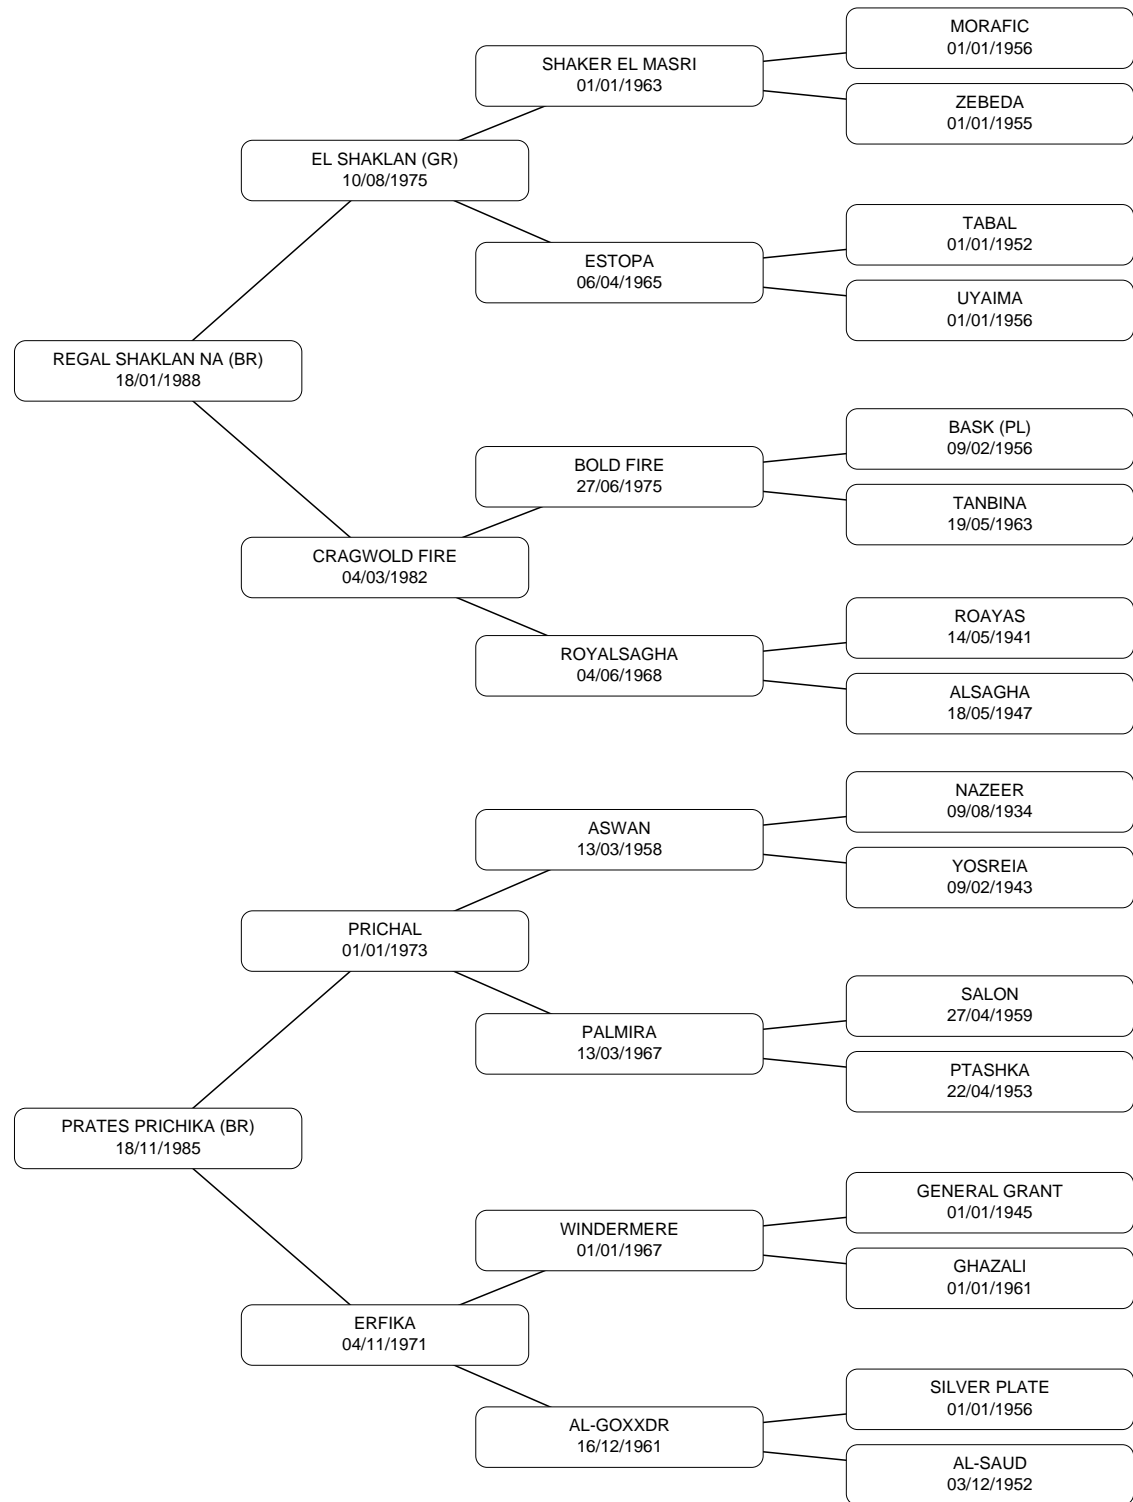 MORAFIC
01/01/1956
SHAKER EL MASRI
01/01/1963
ZEBEDA
01/01/1955
EL SHAKLAN (GR)
10/08/1975
TABAL
01/01/1952
ESTOPA
06/04/1965
UYAIMA
01/01/1956
REGAL SHAKLAN NA (BR)
18/01/1988
BASK (PL)
09/02/1956
BOLD FIRE
27/06/1975
TANBINA
19/05/1963
CRAGWOLD FIRE
04/03/1982
ROAYAS
14/05/1941
ROYALSAGHA
04/06/1968
ALSAGHA
18/05/1947
NAZEER
09/08/1934
ASWAN
13/03/1958
YOSREIA
09/02/1943
PRICHAL
01/01/1973
SALON
27/04/1959
PALMIRA
13/03/1967
PTASHKA
22/04/1953
PRATES PRICHIKA (BR)
18/11/1985
GENERAL GRANT
01/01/1945
WINDERMERE
01/01/1967
GHAZALI
01/01/1961
ERFIKA
04/11/1971
SILVER PLATE
01/01/1956
AL-GOXXDR
16/12/1961
AL-SAUD
03/12/1952